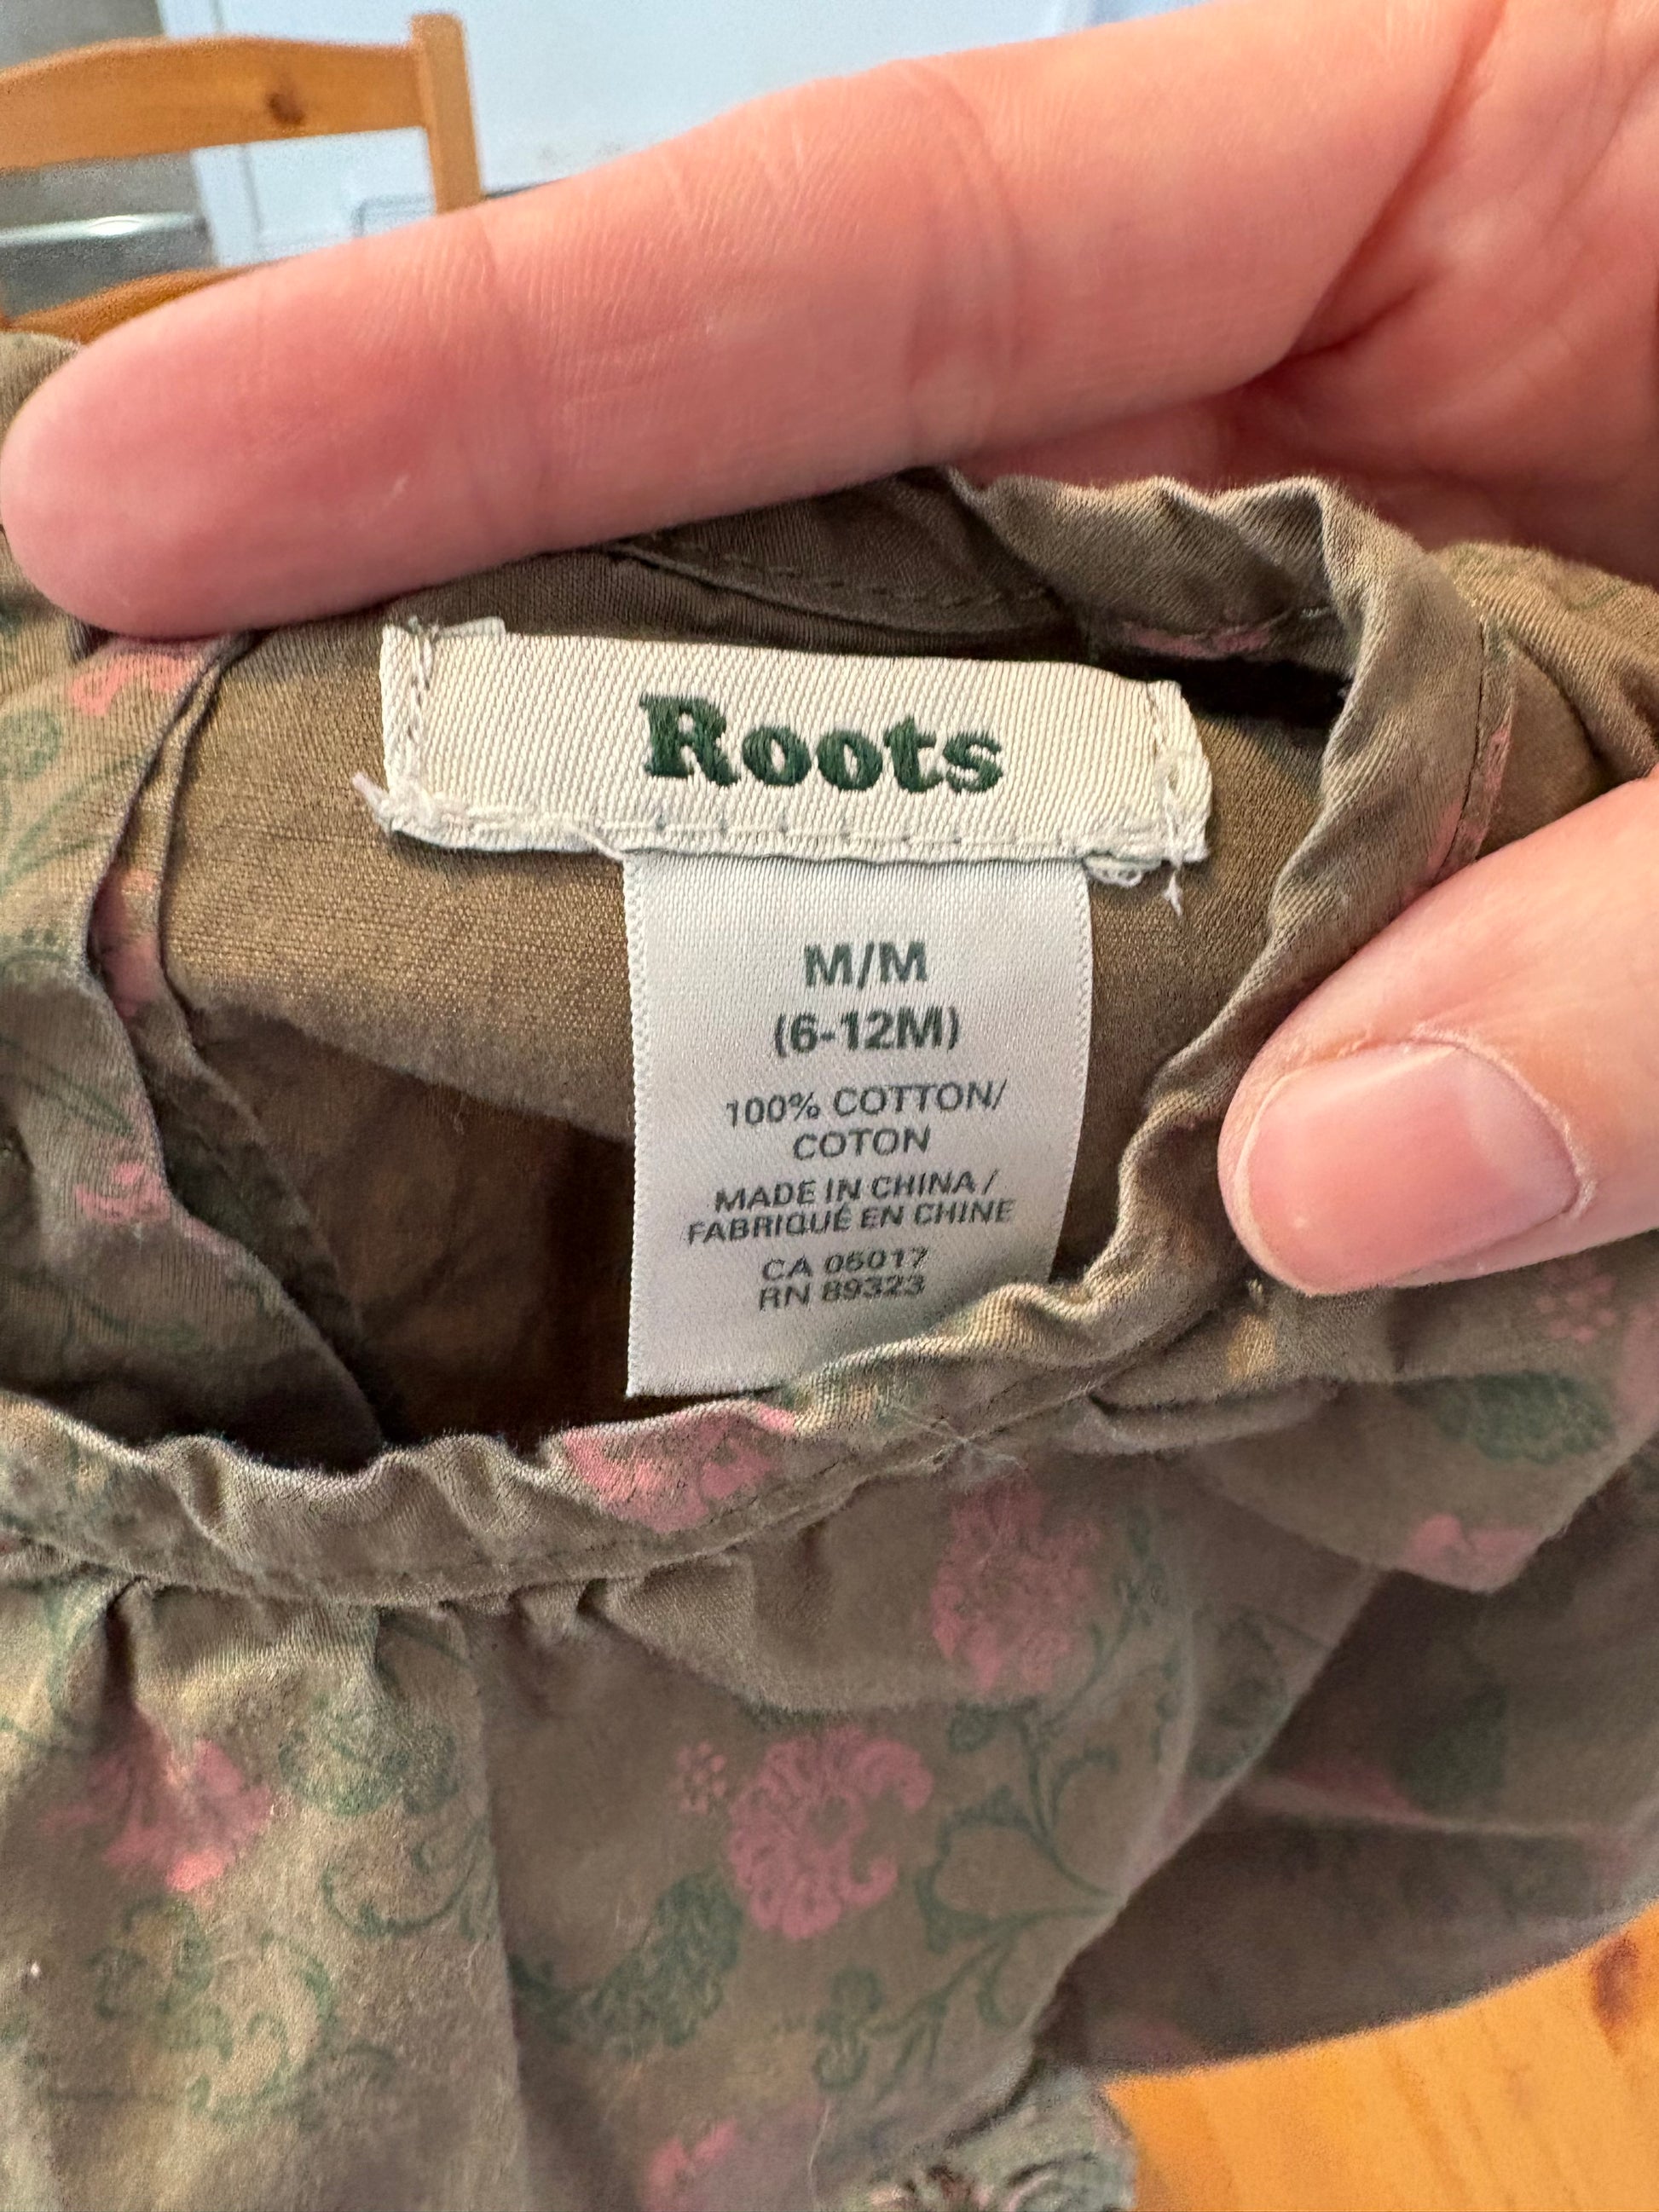 Roots
M/M
(6-12M)
100% COTTON/
COTON
MADE IN CHINA /
FABRIQUÉ EN CHINE
CA 05017
RN 89323